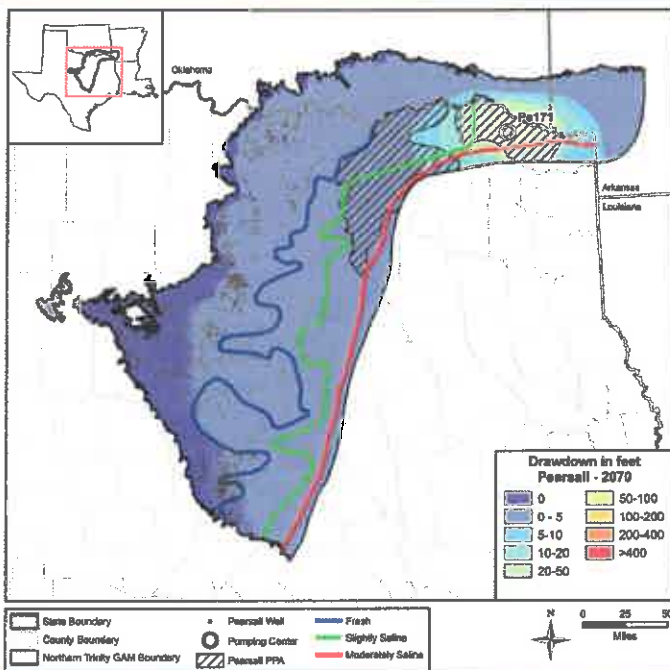 Oklahoma
Pe171
Arkansas
Louisiana
Drawdown in feet
Pearsall - 2070
0
0 - 5
5-10
10-20
20-50
50-100
100-200
200-400
>400
State Boundary
County Boundary
Northern Trinity GAM Boundary
Pearsall Well
Pumping Center
Pearsall PPA
Fresh
Slightly Saline
Moderately Saline
N
0 25 50
Miles